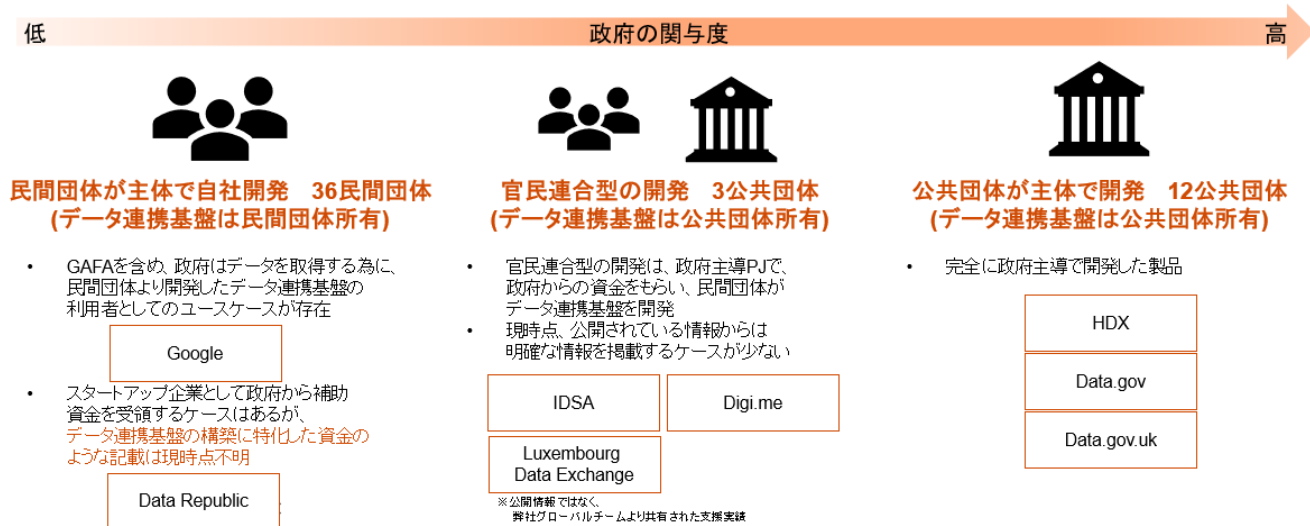 低
政府の関与度
高
民間団体が主体で自社開発　36民間団体
(データ連携基盤は民間団体所有)
• GAFAを含め、政府はデータを取得する為に、
民間団体より開発したデータ連携基盤の
利用者としてのユースケースが存在
Google
• スタートアップ企業として政府から補助
資金を受領するケースはあるが、
データ連携基盤の構築に特化した資金の
ような記載は現時点不明
Data Republic
官民連合型の開発　3公共団体
(データ連携基盤は公共団体所有)
• 官民連合型の開発は、政府主導PJで、
政府からの資金をもらい、民間団体が
データ連携基盤を開発
• 現時点、公開されている情報からは
明確な情報を掲載するケースが少ない
IDSA
Digi.me
Luxembourg
Data Exchange
※公開情報ではなく、
弊社グローバルチームより共有された支援実績
公共団体が主体で開発　12公共団体
(データ連携基盤は公共団体所有)
• 完全に政府主導で開発した製品
HDX
Data.gov
Data.gov.uk